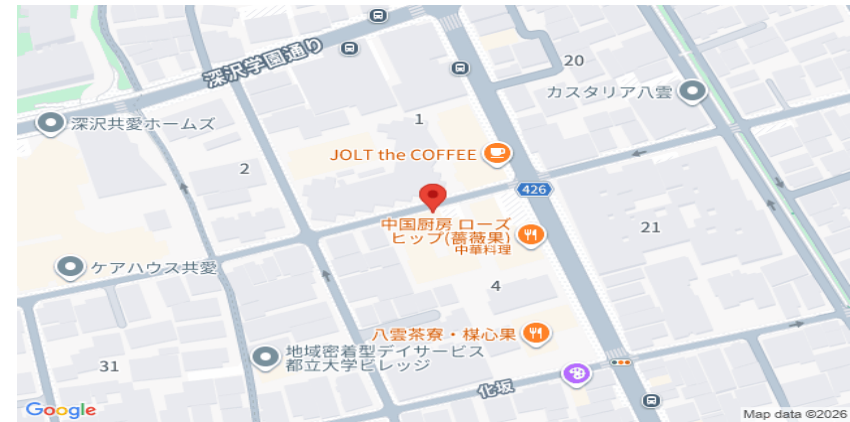 深沢学園通り
20
カスタリア八雲
深沢共愛ホームズ
1
JOLT the COFFEE
2
426
中国厨房 ローズ
ヒップ(薔薇果)
中華料理
21
ケアハウス共愛
4
八雲茶寮・楳心果
地域密着型デイサービス
都立大学ビレッジ
31
化坂
Google
Map data ©2026